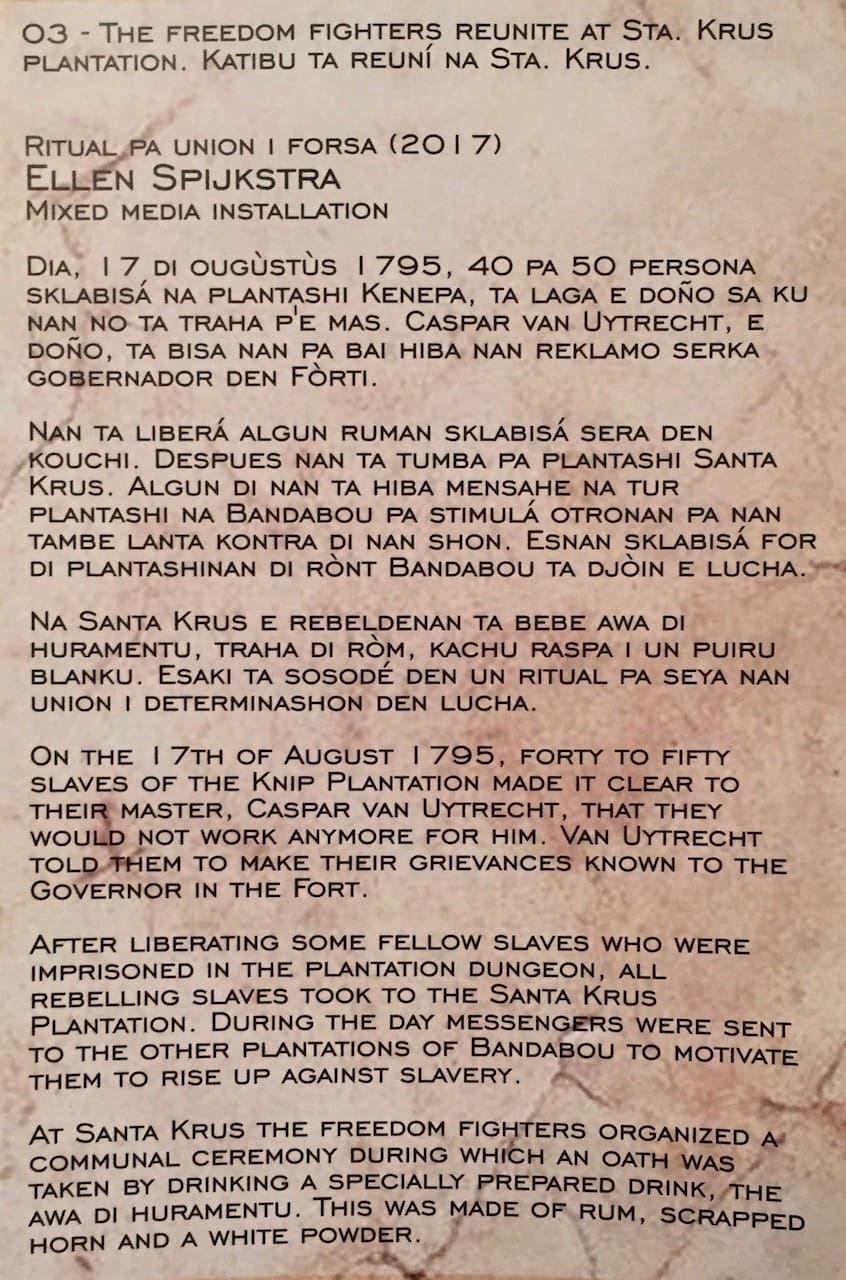 03 - The freedom fighters reunite at Sta. Krus
plantation. Katibu ta reuní na Sta. Krus.
Ritual pa union i forsa (2017)
Ellen Spijkstra
Mixed media installation
Dia, 17 di ougùstùs 1795, 40 pa 50 persona
sklabisá na plantashi Kenepa, ta laga e doño sa ku
nan no ta traha p'e mas. Caspar van Uytrecht, e
doño, ta bisa nan pa bai hiba nan reklamo serka
gobernador den Fòrti.
Nan ta liberá algun ruman sklabisá sera den
kouchi. Despues nan ta tumba pa plantashi Santa
Krus. Algun di nan ta hiba mensahe na tur
plantashi na Bandabou pa stimulá otronan pa nan
tambe lanta kontra di nan shon. Esnan sklabisá for
di plantashinan di rònt Bandabou ta djòin e lucha.
Na Santa Krus e rebeldenan ta bebe awa di
huramentu, traha di ròm, kachu raspa i un puiru
blanku. Esaki ta sosodé den un ritual pa seya nan
union i determinashon den lucha.
On the 17th of August 1795, forty to fifty
slaves of the Knip Plantation made it clear to
their master, Caspar van Uytrecht, that they
would not work anymore for him. Van Uytrecht
told them to make their grievances known to the
Governor in the Fort.
After liberating some fellow slaves who were
imprisoned in the plantation dungeon, all
rebelling slaves took to the Santa Krus
Plantation. During the day messengers were sent
to the other plantations of Bandabou to motivate
them to rise up against slavery.
At Santa Krus the freedom fighters organized a
communal ceremony during which an oath was
taken by drinking a specially prepared drink, the
awa di huramentu. This was made of rum, scrapped
horn and a white powder.